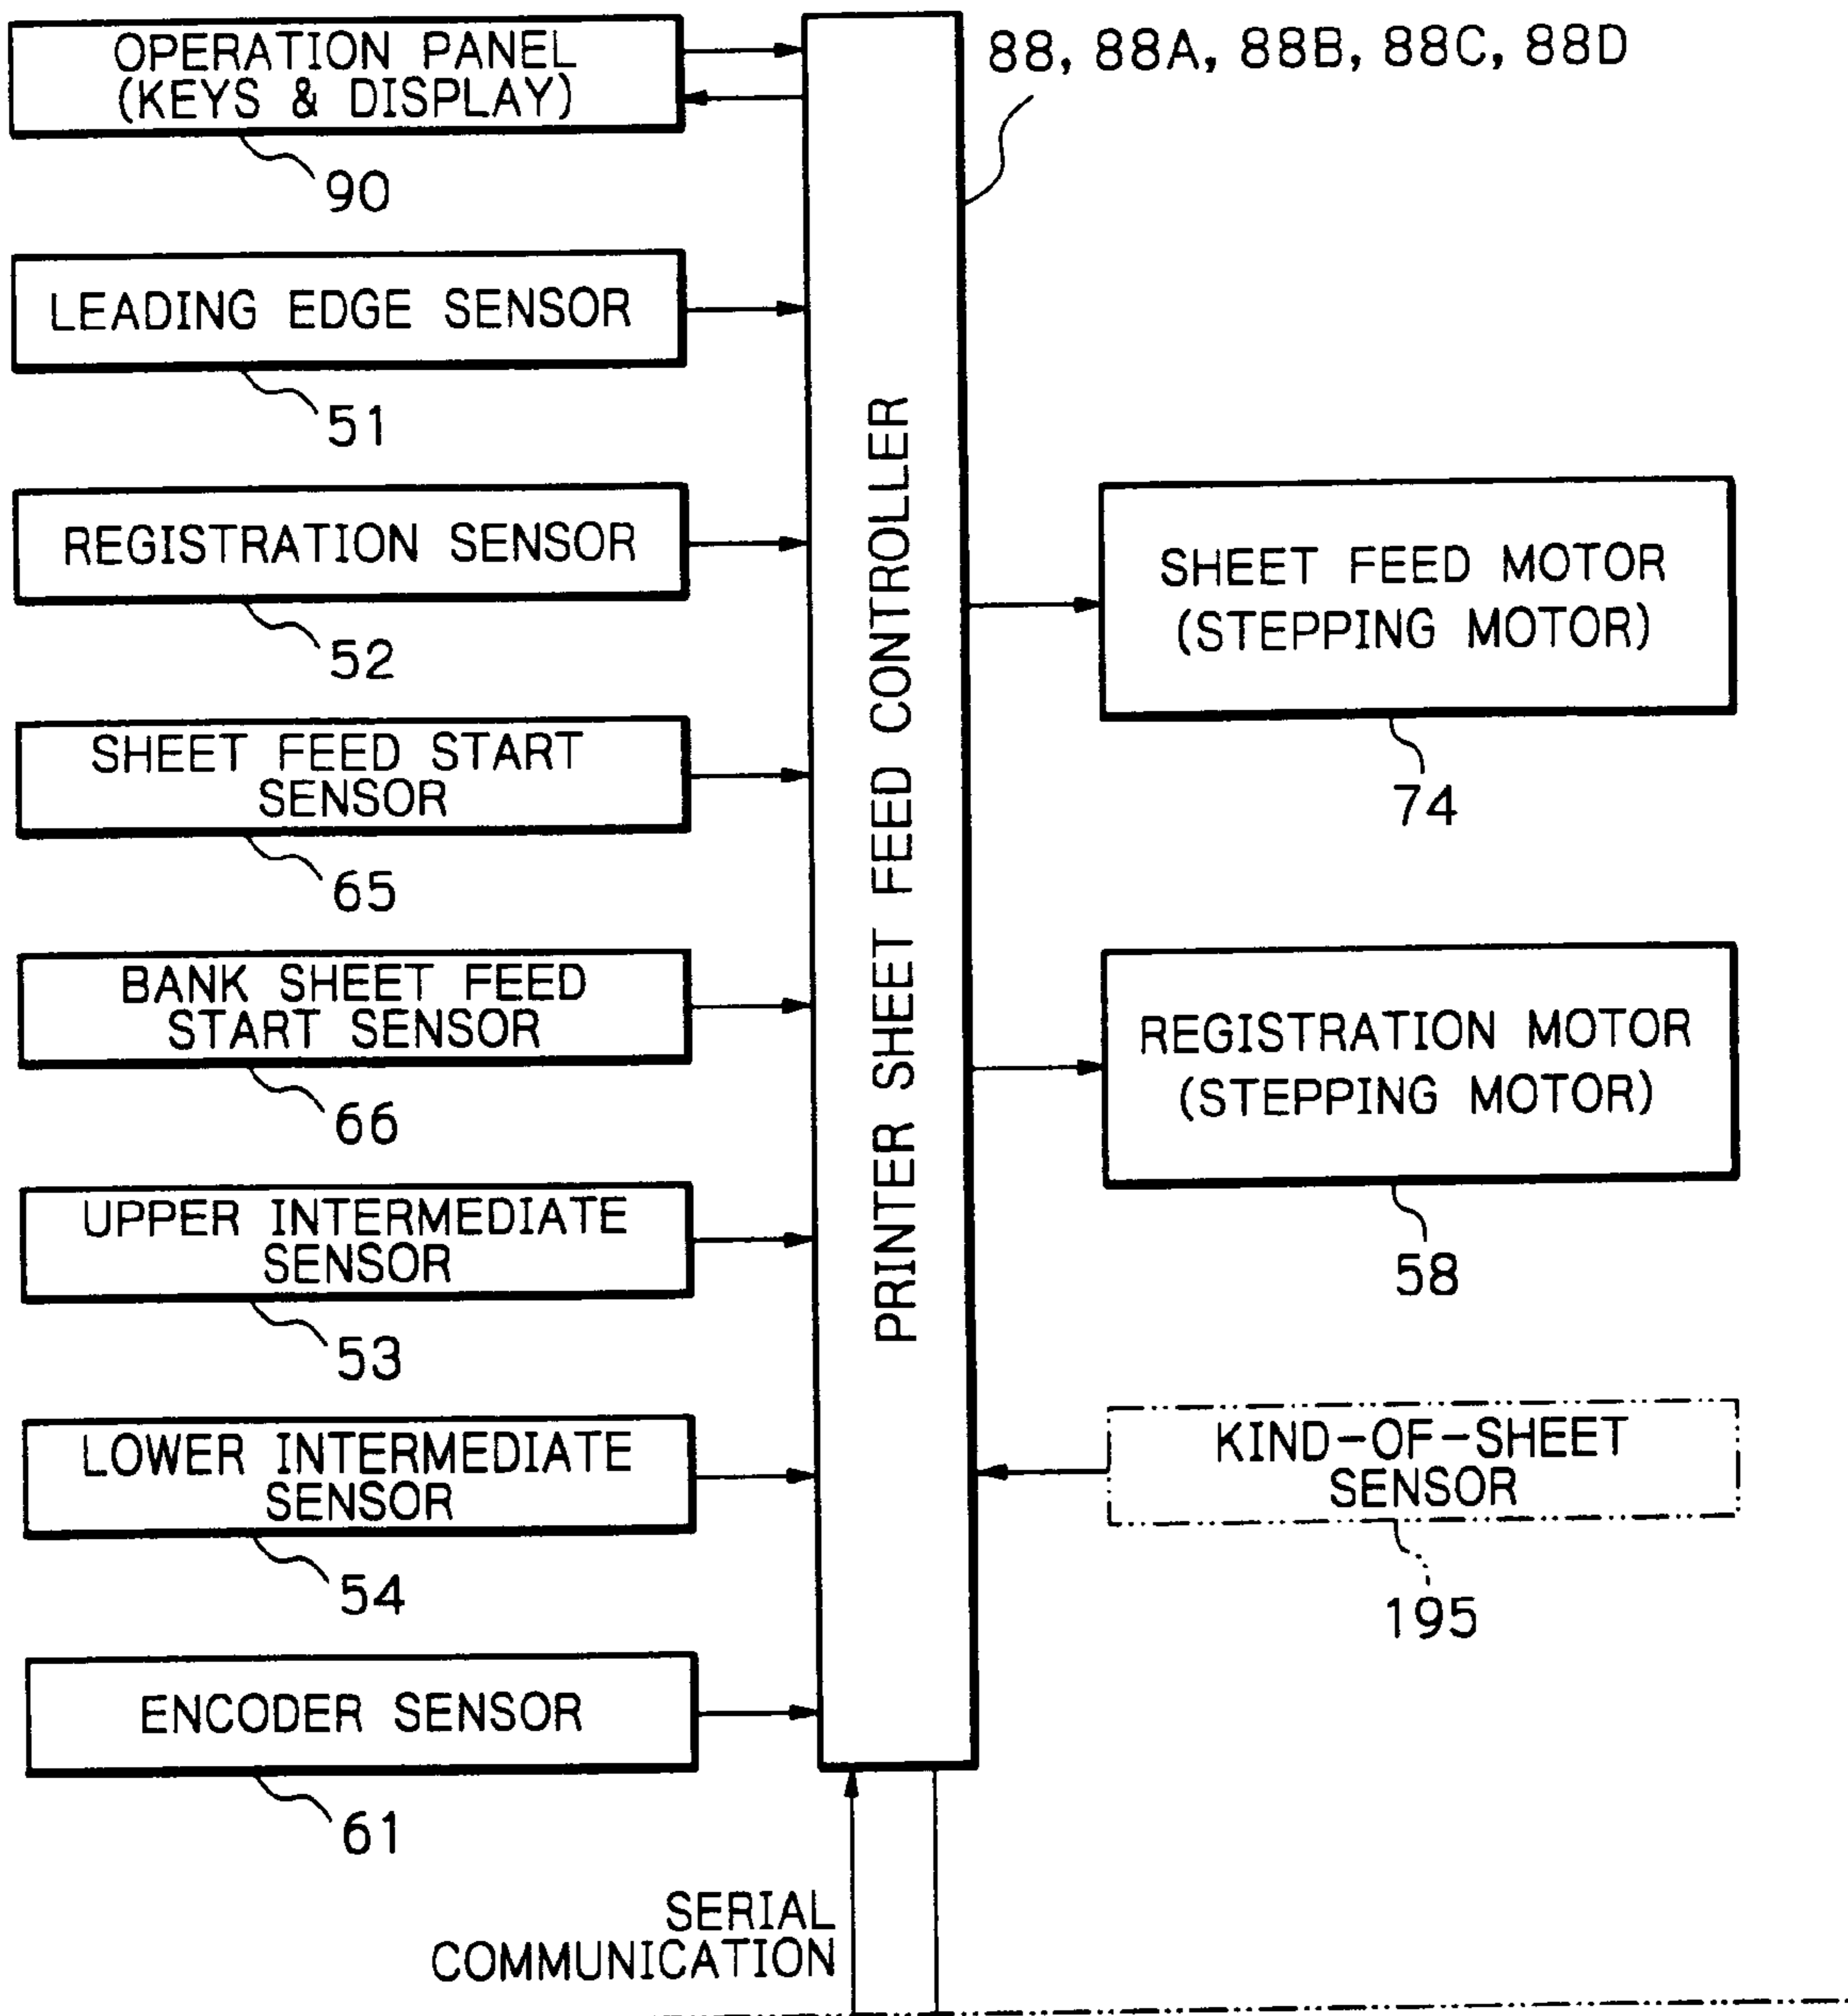 OPERATION PANEL
(KEYS & DISPLAY)
90
88, 88A, 88B, 88C, 88D
LEADING EDGE SENSOR
51
REGISTRATION SENSOR
52
SHEET FEED START
SENSOR
65
BANK SHEET FEED
START SENSOR
66
UPPER INTERMEDIATE
SENSOR
53
LOWER INTERMEDIATE
SENSOR
54
ENCODER SENSOR
61
PRINTER SHEET FEED CONTROLLER
SHEET FEED MOTOR
(STEPPING MOTOR)
74
REGISTRATION MOTOR
(STEPPING MOTOR)
58
KIND-OF-SHEET
SENSOR
195
SERIAL
COMMUNICATION